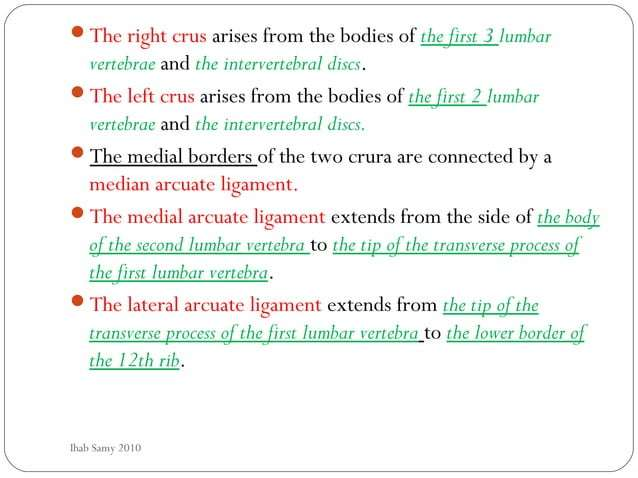 The right crus arises from the bodies of the first 3 lumbar
vertebrae and the intervertebral discs.
The left crus arises from the bodies of the first 2 lumbar
vertebrae and the intervertebral discs.
The medial borders of the two crura are connected by a
median arcuate ligament.
The medial arcuate ligament extends from the side of the body
of the second lumbar vertebra to the tip of the transverse process of
the first lumbar vertebra.
The lateral arcuate ligament extends from the tip of the
transverse process of the first lumbar vertebra to the lower border of
the 12th rib.
Ihab Samy 2010